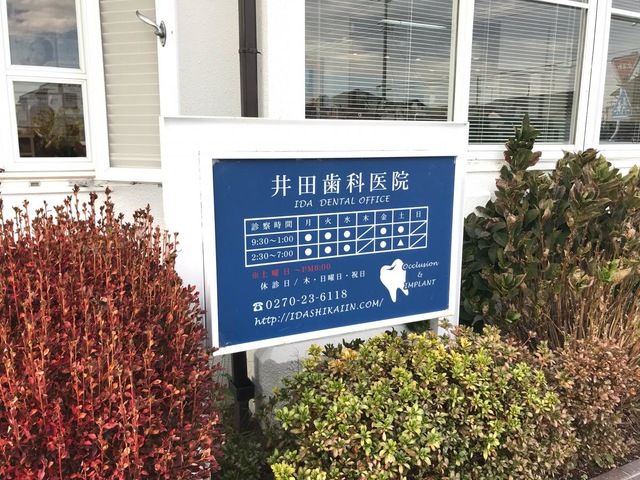 井田歯科医院
IDA DENTAL OFFICE
診察時間 月 火 水 木 金 土 日
9:30~1:00 ● ● ● ／ ● ● ／
2:30~7:00 ● ● ● ／ ● ▲ ／
※土曜日〜PM6:00
休診日/木・日曜日・祝日
Occlusion
&
IMPLANT
☎0270-23-6118
http://IDASHIKAIIN.COM/